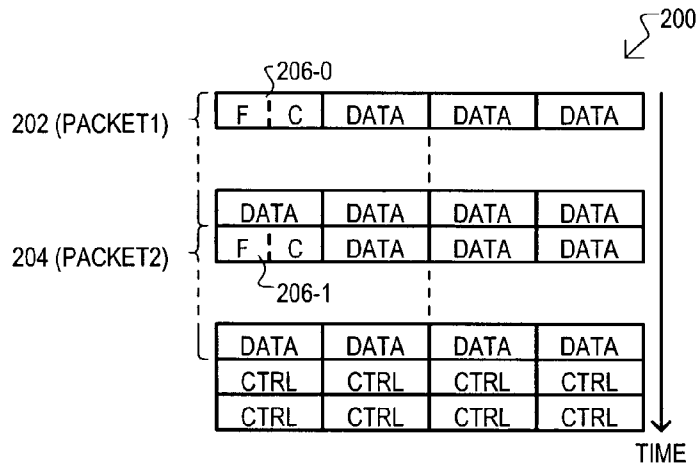 200
206-0
202 (PACKET1)
F C DATA DATA DATA
DATA DATA DATA DATA
204 (PACKET2)
F C DATA DATA DATA
206-1
DATA DATA DATA DATA
CTRL CTRL CTRL CTRL
CTRL CTRL CTRL CTRL
TIME